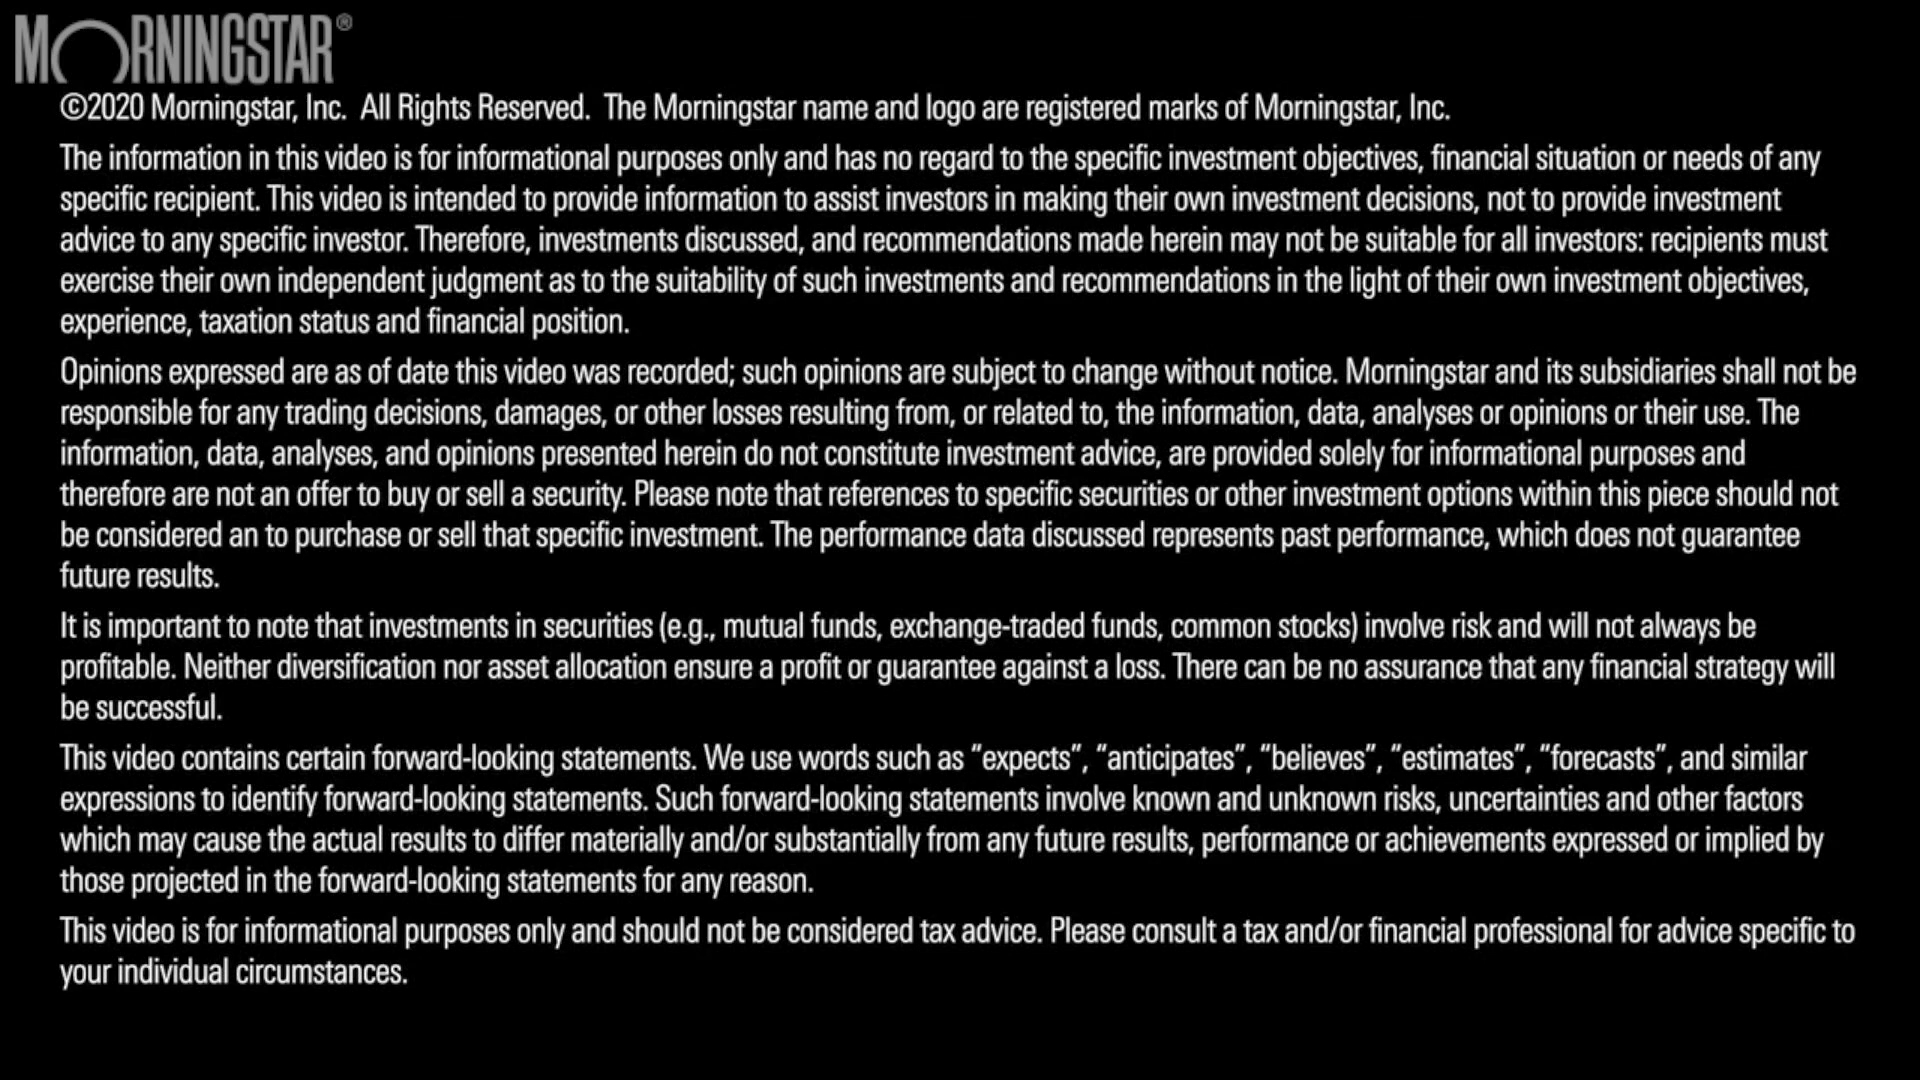 MORNINGSTAR®
©2020 Morningstar, Inc.  All Rights Reserved.  The Morningstar name and logo are registered marks of Morningstar, Inc.
The information in this video is for informational purposes only and has no regard to the specific investment objectives, financial situation or needs of any
specific recipient. This video is intended to provide information to assist investors in making their own investment decisions, not to provide investment
advice to any specific investor. Therefore, investments discussed, and recommendations made herein may not be suitable for all investors: recipients must
exercise their own independent judgment as to the suitability of such investments and recommendations in the light of their own investment objectives,
experience, taxation status and financial position.
Opinions expressed are as of date this video was recorded; such opinions are subject to change without notice. Morningstar and its subsidiaries shall not be
responsible for any trading decisions, damages, or other losses resulting from, or related to, the information, data, analyses or opinions or their use. The
information, data, analyses, and opinions presented herein do not constitute investment advice, are provided solely for informational purposes and
therefore are not an offer to buy or sell a security. Please note that references to specific securities or other investment options within this piece should not
be considered an to purchase or sell that specific investment. The performance data discussed represents past performance, which does not guarantee
future results.
It is important to note that investments in securities (e.g., mutual funds, exchange-traded funds, common stocks) involve risk and will not always be
profitable. Neither diversification nor asset allocation ensure a profit or guarantee against a loss. There can be no assurance that any financial strategy will
be successful.
This video contains certain forward-looking statements. We use words such as “expects”, “anticipates”, “believes”, “estimates”, “forecasts”, and similar
expressions to identify forward-looking statements. Such forward-looking statements involve known and unknown risks, uncertainties and other factors
which may cause the actual results to differ materially and/or substantially from any future results, performance or achievements expressed or implied by
those projected in the forward-looking statements for any reason.
This video is for informational purposes only and should not be considered tax advice. Please consult a tax and/or financial professional for advice specific to
your individual circumstances.